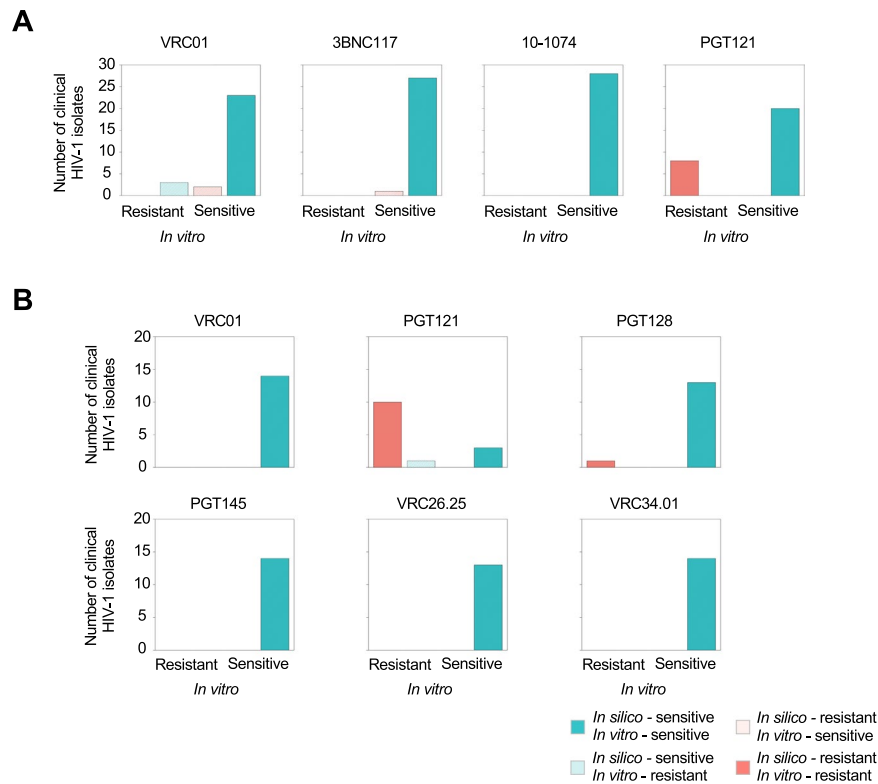 A
VRC01
3BNC117
10-1074
PGT121
Number of clinical
HIV-1 isolates
30
25
20
15
10
5
0
Resistant Sensitive
Resistant Sensitive
Resistant Sensitive
Resistant Sensitive
In vitro
In vitro
In vitro
In vitro
B
VRC01
PGT121
PGT128
Number of clinical
HIV-1 isolates
20
15
10
5
0
PGT145
VRC26.25
VRC34.01
Number of clinical
HIV-1 isolates
20
15
10
5
0
Resistant Sensitive
Resistant Sensitive
Resistant Sensitive
In vitro
In vitro
In vitro
In silico - sensitive
In vitro - sensitive
In silico - resistant
In vitro - sensitive
In silico - sensitive
In vitro - resistant
In silico - resistant
In vitro - resistant